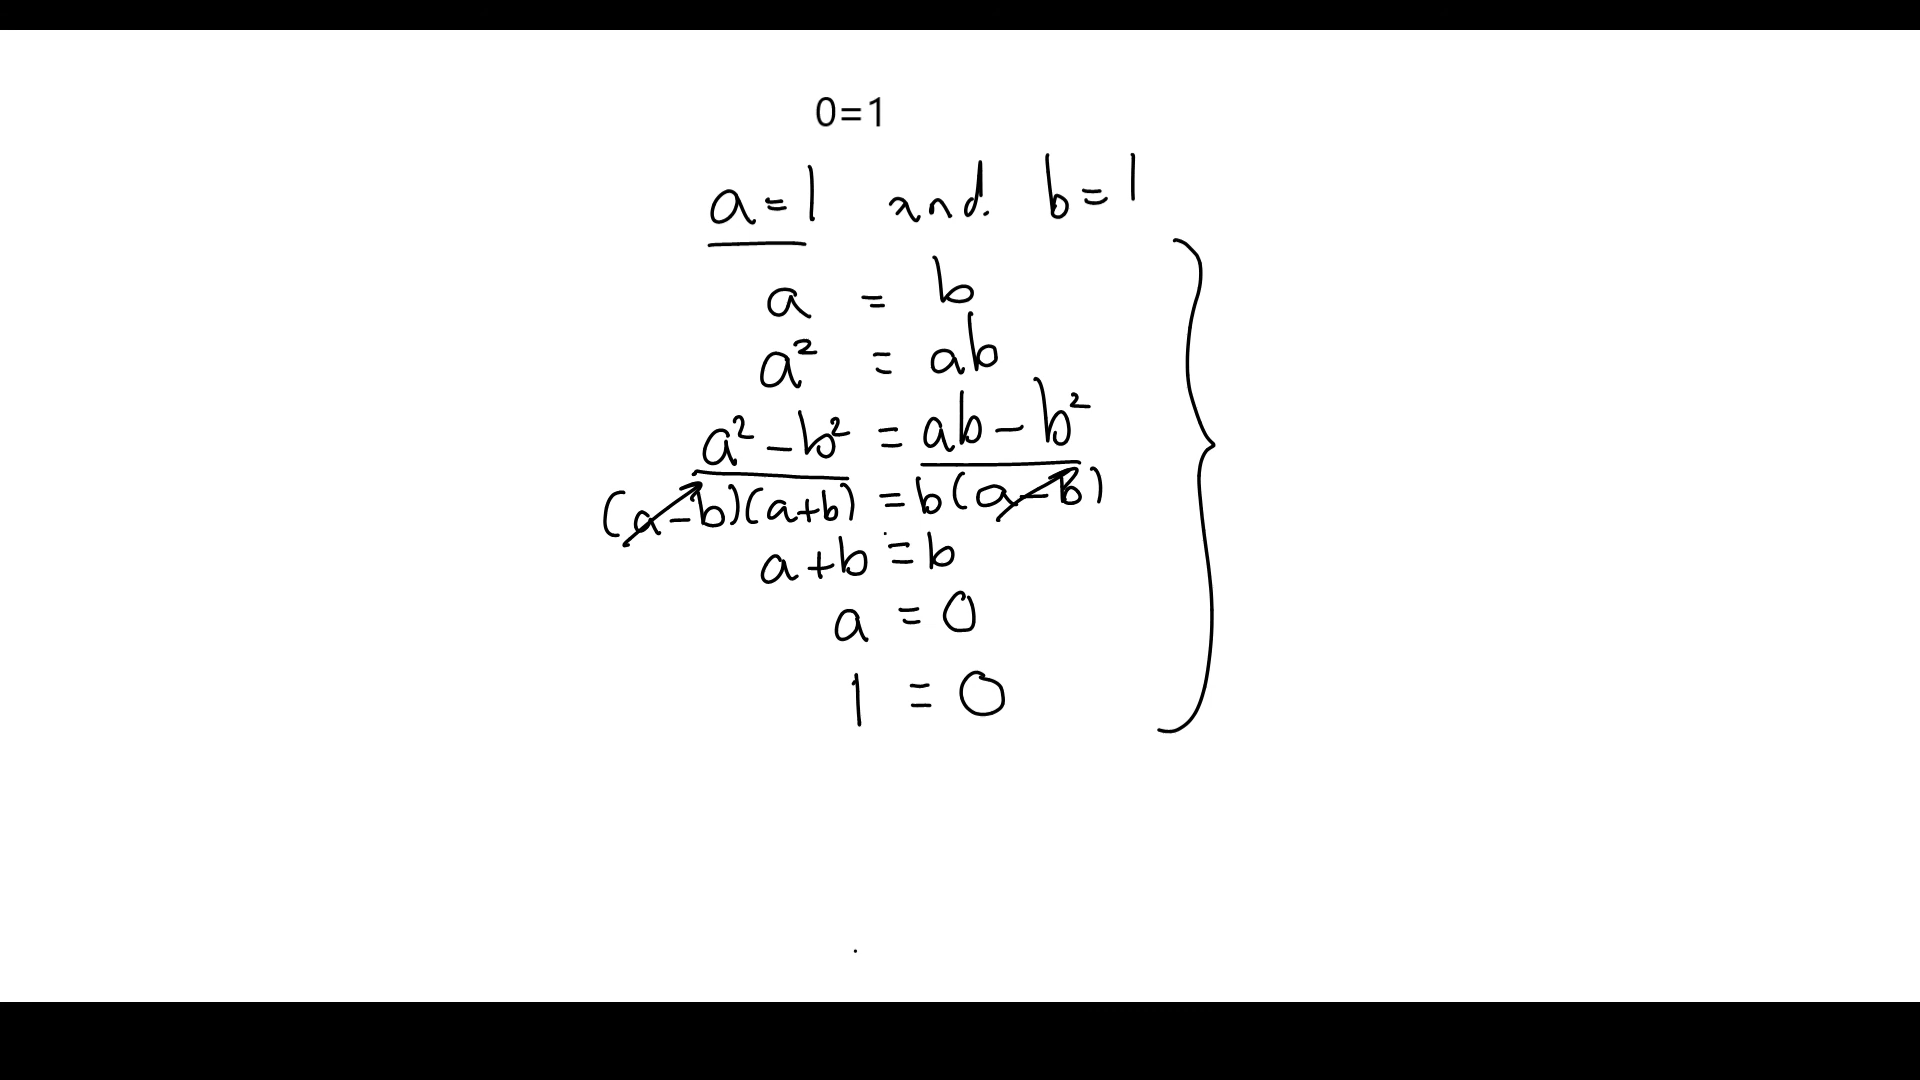 0=1
a=1 and. b=1
a = b
a² = ab
a²-b² = ab-b²
(a-b)(a+b) = b(a-b)
a+b = b
a = 0
1 = 0